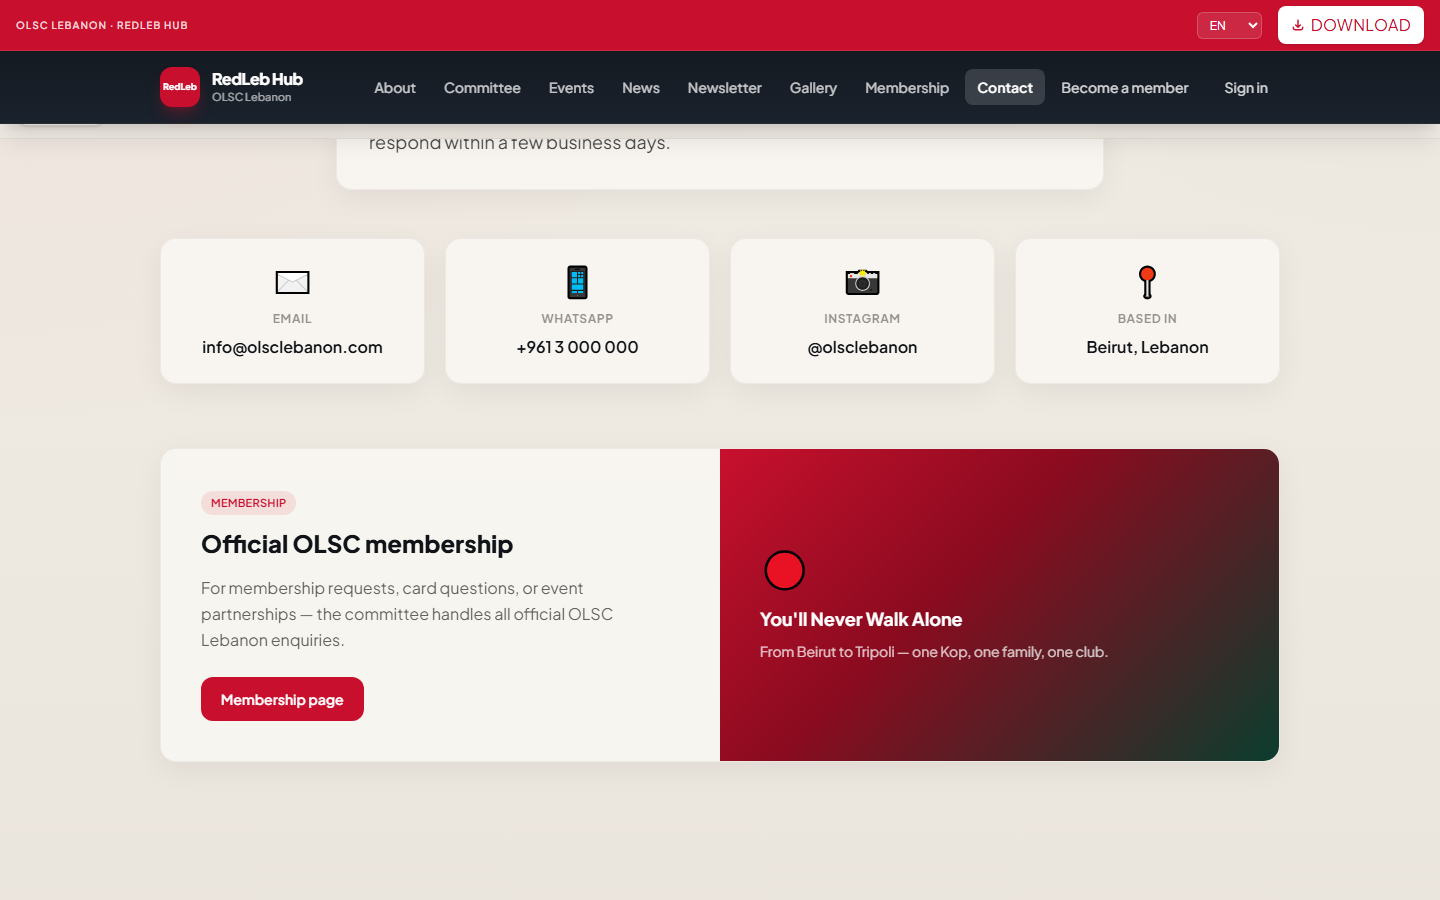 OLSC LEBANON · REDLEB HUB
EN
DOWNLOAD
RedLeb
RedLeb Hub
OLSC Lebanon
About
Committee
Events
News
Newsletter
Gallery
Membership
Contact
Become a member
Sign in
respond within a few business days.
EMAIL
info@olsclebanon.com
WHATSAPP
+961 3 000 000
INSTAGRAM
@olsclebanon
BASED IN
Beirut, Lebanon
MEMBERSHIP
Official OLSC membership
For membership requests, card questions, or event
partnerships — the committee handles all official OLSC
Lebanon enquiries.
Membership page
You'll Never Walk Alone
From Beirut to Tripoli — one Kop, one family, one club.